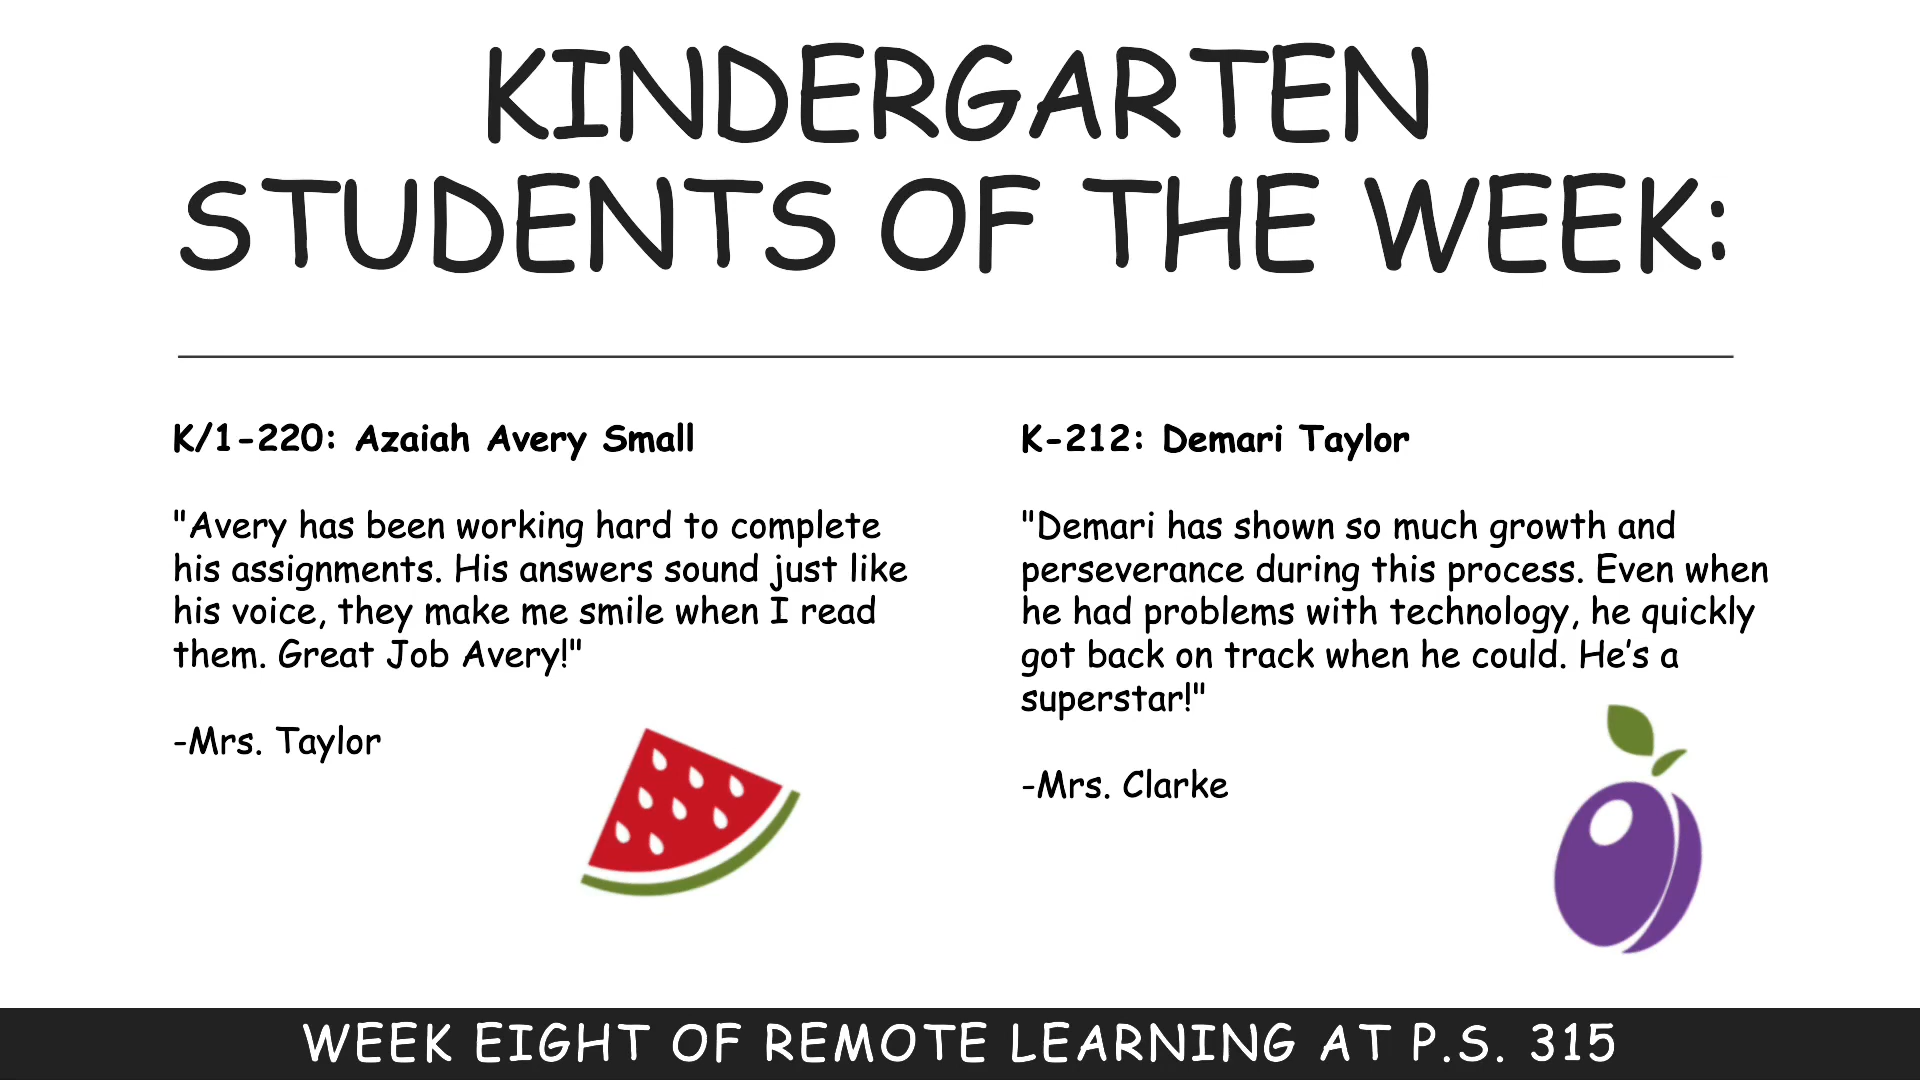 KINDERGARTEN
STUDENTS OF THE WEEK:
K/1-220: Azaiah Avery Small
"Avery has been working hard to complete
his assignments. His answers sound just like
his voice, they make me smile when I read
them. Great Job Avery!"
-Mrs. Taylor
K-212: Demari Taylor
"Demari has shown so much growth and
perseverance during this process. Even when
he had problems with technology, he quickly
got back on track when he could. He’s a
superstar!"
-Mrs. Clarke
WEEK EIGHT OF REMOTE LEARNING AT P.S. 315